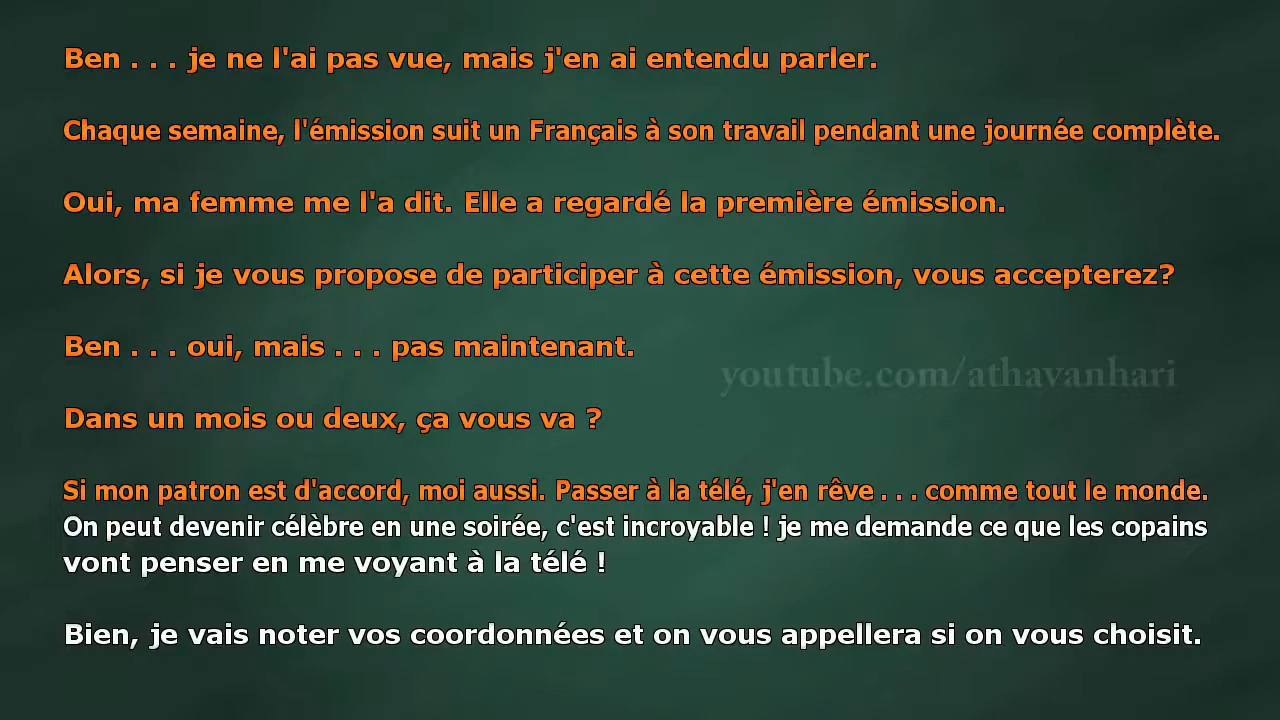 Ben . . . je ne l'ai pas vue, mais j'en ai entendu parler.
Chaque semaine, l'émission suit un Français à son travail pendant une journée complète.
Oui, ma femme me l'a dit. Elle a regardé la première émission.
Alors, si je vous propose de participer à cette émission, vous accepterez?
Ben . . . oui, mais . . . pas maintenant.
youtube.com/athavanhari
Dans un mois ou deux, ça vous va ?
Si mon patron est d'accord, moi aussi. Passer à la télé, j'en rêve . . . comme tout le monde.
On peut devenir célèbre en une soirée, c'est incroyable ! je me demande ce que les copains
vont penser en me voyant à la télé !
Bien, je vais noter vos coordonnées et on vous appellera si on vous choisit.